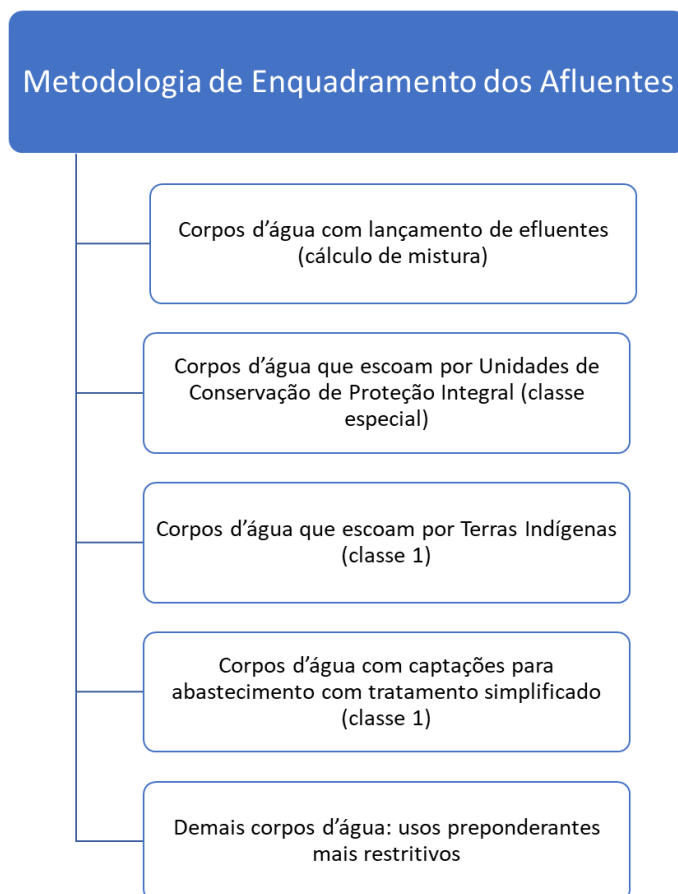 Metodologia de Enquadramento dos Afluentes
Corpos d’água com lançamento de efluentes
(cálculo de mistura)
Corpos d’água que escoam por Unidades de
Conservação de Proteção Integral (classe
especial)
Corpos d’água que escoam por Terras Indígenas
(classe 1)
Corpos d’água com captações para
abastecimento com tratamento simplificado
(classe 1)
Demais corpos d’água: usos preponderantes
mais restritivos